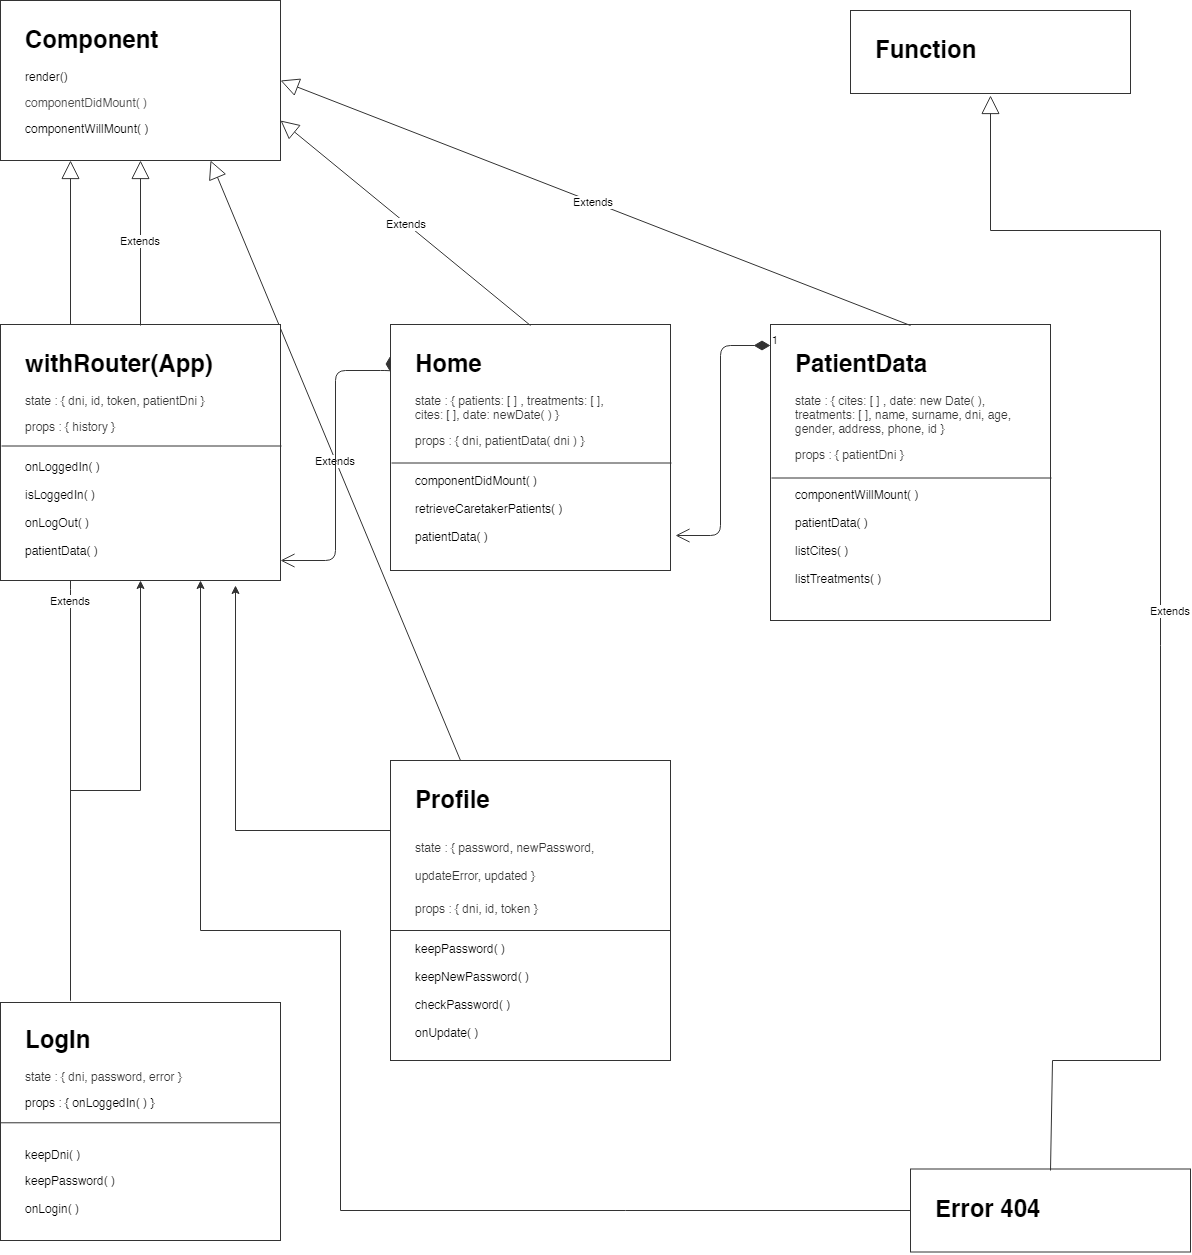 Component
render()
componentDidMount( )
componentWillMount( )
Function
Extends
Extends
Extends
withRouter(App)
state : { dni, id, token, patientDni }
props : { history }
onLoggedIn( )
isLoggedIn( )
onLogOut( )
patientData( )
Extends
Home
state : { patients: [ ] , treatments: [ ],
cites: [ ], date: newDate( ) }
props : { dni, patientData( dni ) }
componentDidMount( )
retrieveCaretakerPatients( )
patientData( )
1
PatientData
state : { cites: [ ] , date: new Date( ),
treatments: [ ], name, surname, dni, age,
gender, address, phone, id }
props : { patientDni }
componentWillMount( )
patientData( )
listCites( )
listTreatments( )
Extends
Extends
Profile
state : { password, newPassword,
updateError, updated }
props : { dni, id, token }
keepPassword( )
keepNewPassword( )
checkPassword( )
onUpdate( )
LogIn
state : { dni, password, error }
props : { onLoggedIn( ) }
keepDni( )
keepPassword( )
onLogin( )
Error 404